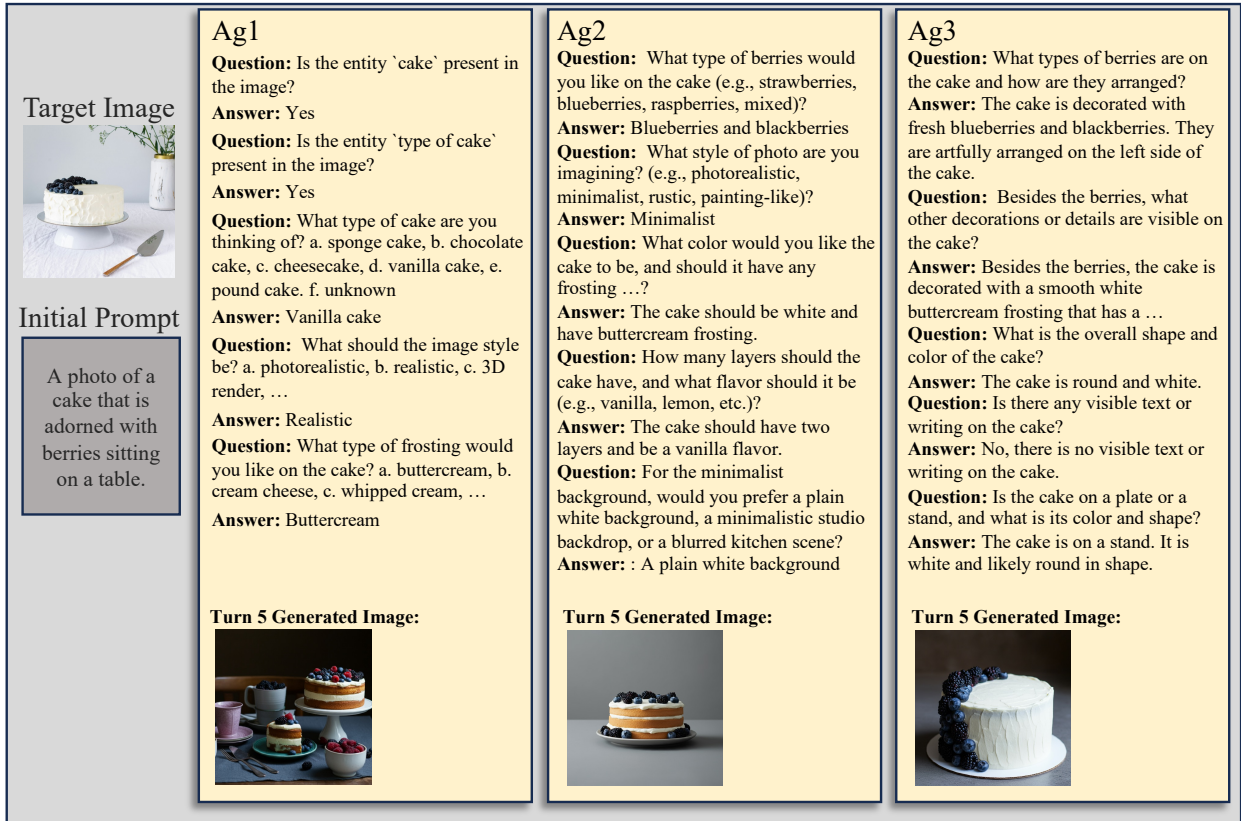 Target Image
Initial Prompt
A photo of a
cake that is
adorned with
berries sitting
on a table.
Ag1
Question: Is the entity `cake` present in
the image?
Answer: Yes
Question: Is the entity `type of cake`
present in the image?
Answer: Yes
Question: What type of cake are you
thinking of? a. sponge cake, b. chocolate
cake, c. cheesecake, d. vanilla cake, e.
pound cake. f. unknown
Answer: Vanilla cake
Question: What should the image style
be? a. photorealistic, b. realistic, c. 3D
render, …
Answer: Realistic
Question: What type of frosting would
you like on the cake? a. buttercream, b.
cream cheese, c. whipped cream, …
Answer: Buttercream
Turn 5 Generated Image:
Ag2
Question: What type of berries would
you like on the cake (e.g., strawberries,
blueberries, raspberries, mixed)?
Answer: Blueberries and blackberries
Question: What style of photo are you
imagining? (e.g., photorealistic,
minimalist, rustic, painting-like)?
Answer: Minimalist
Question: What color would you like the
cake to be, and should it have any
frosting …?
Answer: The cake should be white and
have buttercream frosting.
Question: How many layers should the
cake have, and what flavor should it be
(e.g., vanilla, lemon, etc.)?
Answer: The cake should have two
layers and be a vanilla flavor.
Question: For the minimalist
background, would you prefer a plain
white background, a minimalistic studio
backdrop, or a blurred kitchen scene?
Answer: : A plain white background
Turn 5 Generated Image:
Ag3
Question: What types of berries are on
the cake and how are they arranged?
Answer: The cake is decorated with
fresh blueberries and blackberries. They
are artfully arranged on the left side of
the cake.
Question: Besides the berries, what
other decorations or details are visible on
the cake?
Answer: Besides the berries, the cake is
decorated with a smooth white
buttercream frosting that has a …
Question: What is the overall shape and
color of the cake?
Answer: The cake is round and white.
Question: Is there any visible text or
writing on the cake?
Answer: No, there is no visible text or
writing on the cake.
Question: Is the cake on a plate or a
stand, and what is its color and shape?
Answer: The cake is on a stand. It is
white and likely round in shape.
Turn 5 Generated Image: